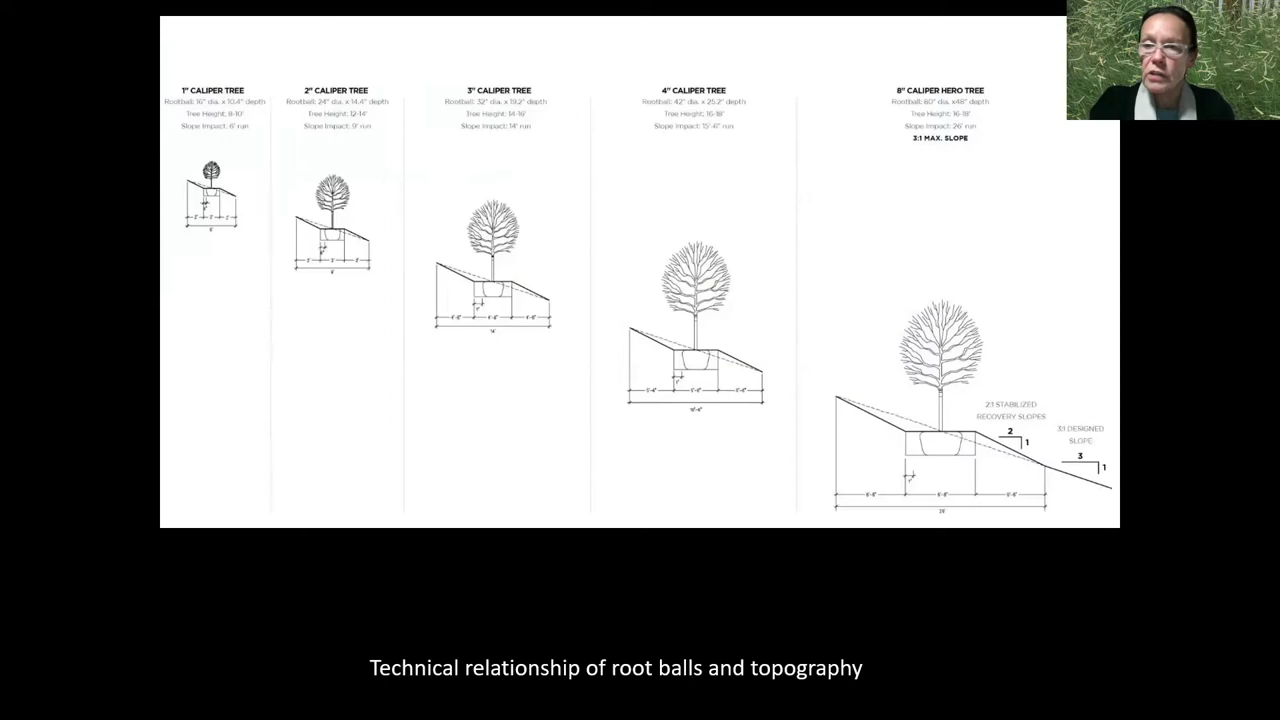 1" CALIPER TREE
Rootball: 16" dia. x 10.4" depth
Tree Height: 8-10'
Slope Impact: 6' run
2" CALIPER TREE
Rootball: 24" dia. x 14.4" depth
Tree Height: 12-14'
Slope Impact: 9' run
3" CALIPER TREE
Rootball: 32" dia. x 19.2" depth
Tree Height: 14-16'
Slope Impact: 14' run
4" CALIPER TREE
Rootball: 42" dia. x 25.2" depth
Tree Height: 16-18'
Slope Impact: 15'-6" run
8" CALIPER HERO TREE
Rootball: 80" dia. x48" depth
Tree Height: 16-18'
Slope Impact: 26' run
3:1 MAX. SLOPE
2:1 STABILIZED
RECOVERY SLOPES
2
1
3:1 DESIGNED
SLOPE
3
1
Technical relationship of root balls and topography